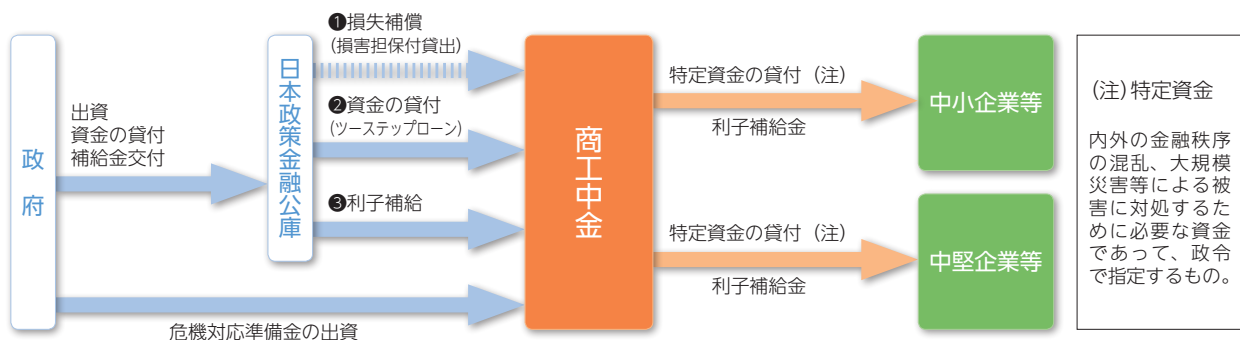 政府
出資
資金の貸付
補給金交付
日本政策金融公庫
❶損失補償
(損害担保付貸出)
❷資金の貸付
(ツーステップローン)
❸利子補給
危機対応準備金の出資
商工中金
特定資金の貸付（注）
利子補給金
中小企業等
特定資金の貸付（注）
利子補給金
中堅企業等
(注)特定資金
内外の金融秩序
の混乱、大規模
災害等による被
害に対処するた
めに必要な資金
であって、政令
で指定するもの。